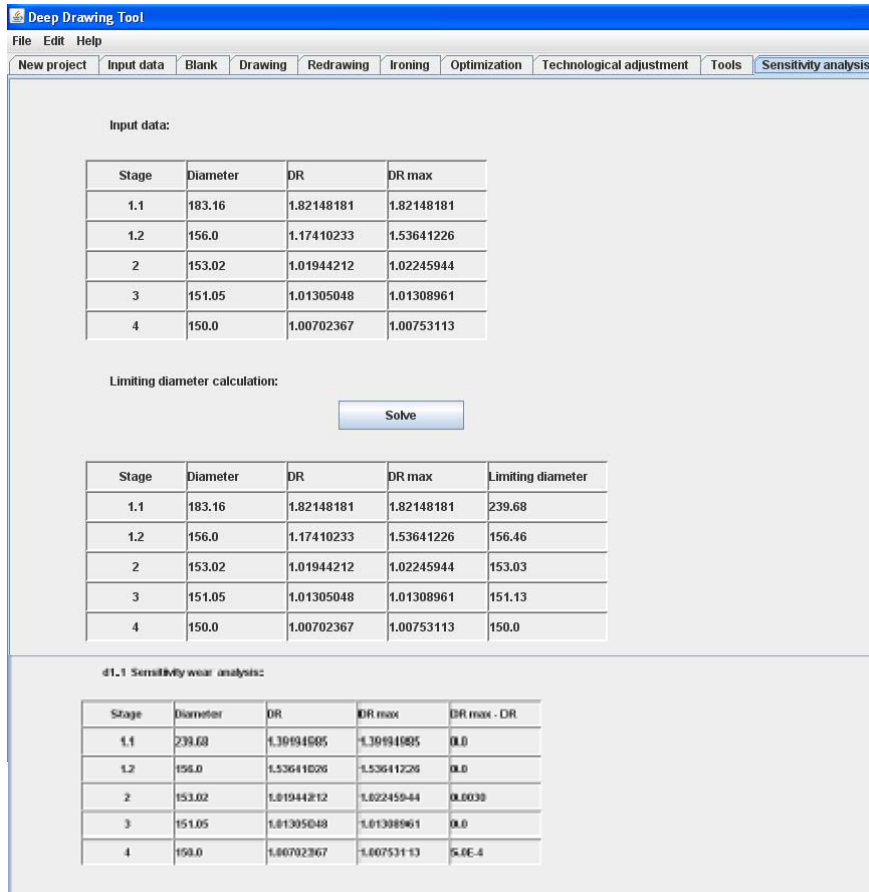 Deep Drawing Tool
File Edit Help
New project Input data Blank Drawing Redrawing Ironing Optimization Technological adjustment Tools Sensitivity analysis
Input data:
Stage Diameter DR DR max
1.1 183.16 1.82148181 1.82148181
1.2 156.0 1.17410233 1.53641226
2 153.02 1.01944212 1.02245944
3 151.05 1.01305048 1.01308961
4 150.0 1.00702367 1.00753113
Limiting diameter calculation:
Solve
Stage Diameter DR DR max Limiting diameter
1.1 183.16 1.82148181 1.82148181 239.68
1.2 156.0 1.17410233 1.53641226 156.46
2 153.02 1.01944212 1.02245944 153.03
3 151.05 1.01305048 1.01308961 151.13
4 150.0 1.00702367 1.00753113 150.0
d1.1 Sensitivity wear analysis:
Stage Diameter DR DR max DR max - DR
1.1 239.68 0.0
1.2 156.0 1.53641226 0.0
2 153.02 1.01944212 1.02245944 0.0030
3 151.05 1.01305048 1.01308961 0.0
4 150.0 1.00702367 1.00753113 5.0E-4